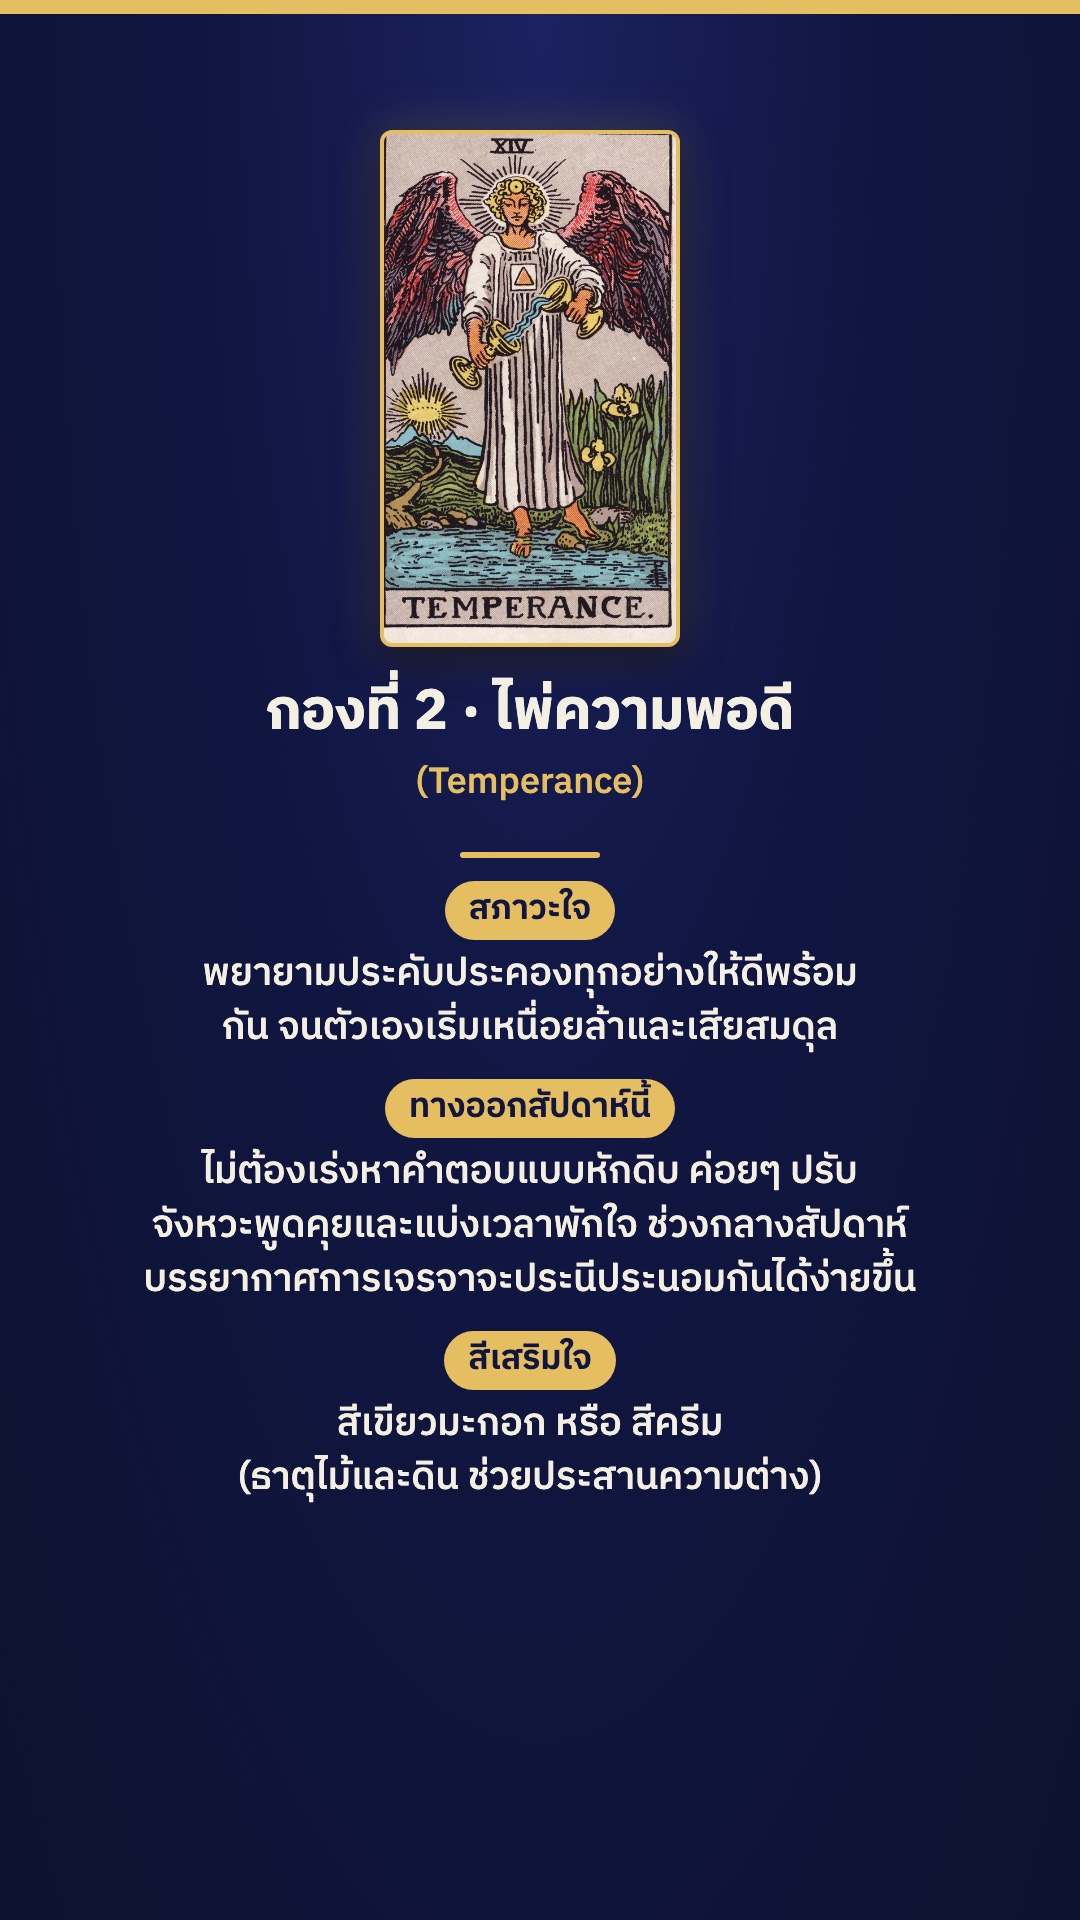 XIV
TEMPERANCE.
กองที่ 2 · ไพ่ความพอดี
(Temperance)
สภาวะใจ
พยายามประคับประคองทุกอย่างให้ดีพร้อม
กัน จนตัวเองเริ่มเหนื่อยล้าและเสียสมดุล
ทางออกสัปดาห์นี้
ไม่ต้องเร่งหาคำตอบแบบหักดิบ ค่อยๆ ปรับ
จังหวะพูดคุยและแบ่งเวลาพักใจ ช่วงกลางสัปดาห์
บรรยากาศการเจรจาจะประนีประนอมกันได้ง่ายขึ้น
สีเสริมใจ
สีเขียวมะกอก หรือ สีครีม
(ธาตุไม้และดิน ช่วยประสานความต่าง)